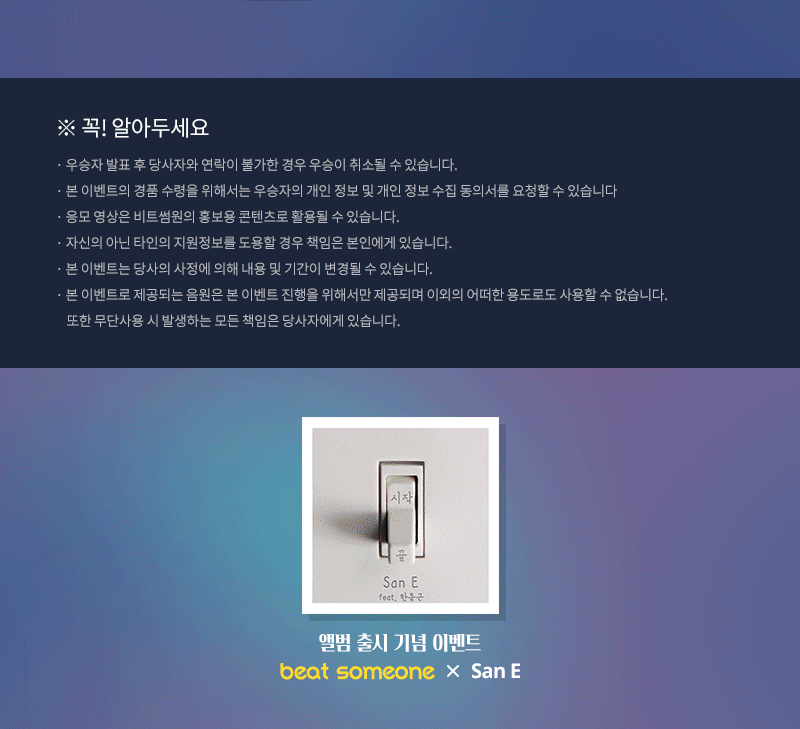 ※ 꼭! 알아두세요
· 우승자 발표 후 당사자와 연락이 불가한 경우 우승이 취소될 수 있습니다.
· 본 이벤트의 경품 수령을 위해서는 우승자의 개인 정보 및 개인 정보 수집 동의서를 요청할 수 있습니다
· 응모 영상은 비트썸원의 홍보용 콘텐츠로 활용될 수 있습니다.
· 자신의 아닌 타인의 지원정보를 도용할 경우 책임은 본인에게 있습니다.
· 본 이벤트는 당사의 사정에 의해 내용 및 기간이 변경될 수 있습니다.
· 본 이벤트로 제공되는 음원은 본 이벤트 진행을 위해서만 제공되며 이외의 어떠한 용도로도 사용할 수 없습니다.
또한 무단사용 시 발생하는 모든 책임은 당사자에게 있습니다.
시작
끝
San E
feat. 한동근
앨범 출시 기념 이벤트
beat someone × San E